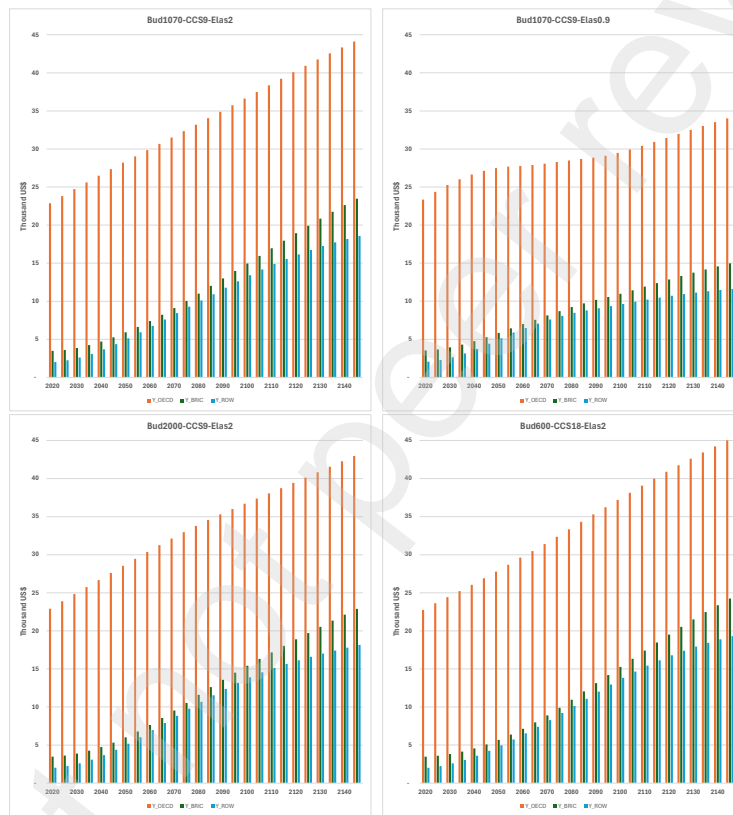 Bud1070-CCS9-Elas2
45
40
35
30
25
20
15
10
5
-
Thousand US$
2020 2030 2040 2050 2060 2070 2080 2090 2100 2110 2120 2130 2140
Y_OECD Y_BRIC Y_ROW
Bud1070-CCS9-Elas0.9
45
40
35
30
25
20
15
10
5
-
Thousand US$
2020 2030 2040 2050 2060 2070 2080 2090 2100 2110 2120 2130 2140
Y_OECD Y_BRIC Y_ROW
Bud2000-CCS9-Elas2
45
40
35
30
25
20
15
10
5
-
Thousand US$
2020 2030 2040 2050 2060 2070 2080 2090 2100 2110 2120 2130 2140
Y_OECD Y_BRIC Y_ROW
Bud600-CCS18-Elas2
45
40
35
30
25
20
15
10
5
-
Thousand US$
2020 2030 2040 2050 2060 2070 2080 2090 2100 2110 2120 2130 2140
Y_OECD Y_BRIC Y_ROW
not peer rev